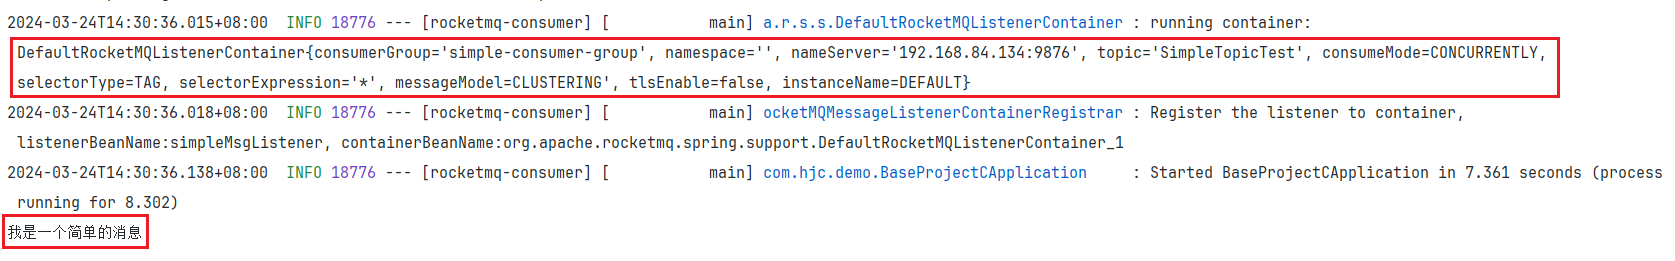 2024-03-24T14:30:36.015+08:00  INFO 18776 --- [rocketmq-consumer] [           main] a.r.s.s.DefaultRocketMQListenerContainer : running container:
DefaultRocketMQListenerContainer{consumerGroup='simple-consumer-group', namespace='', nameServer='192.168.84.134:9876', topic='SimpleTopicTest', consumeMode=CONCURRENTLY,
selectorType=TAG, selectorExpression='*', messageModel=CLUSTERING', tlsEnable=false, instanceName=DEFAULT}
2024-03-24T14:30:36.018+08:00  INFO 18776 --- [rocketmq-consumer] [           main] ocketMQMessageListenerContainerRegistrar : Register the listener to container,
listenerBeanName:simpleMsgListener, containerBeanName:org.apache.rocketmq.spring.support.DefaultRocketMQListenerContainer_1
2024-03-24T14:30:36.138+08:00  INFO 18776 --- [rocketmq-consumer] [           main] com.hjc.demo.BaseProjectCApplication     : Started BaseProjectCApplication in 7.361 seconds (process
running for 8.302)
我是一个简单的消息